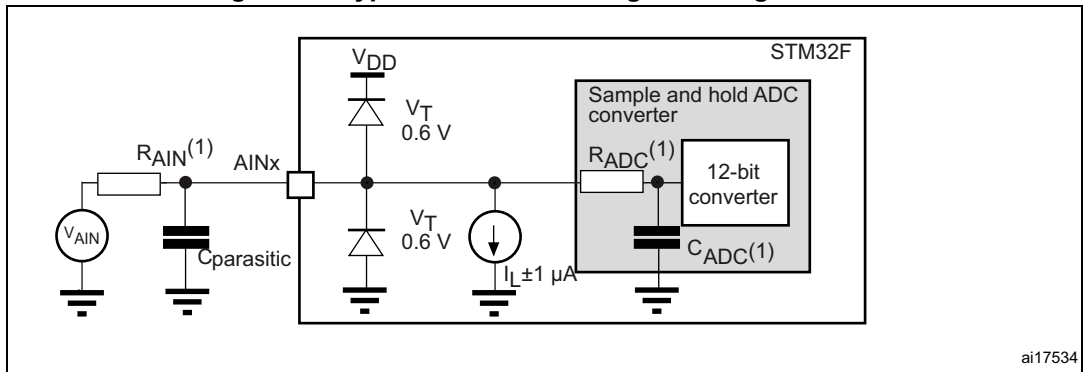 STM32F
VDD
Sample and hold ADC
converter
VT
0.6 V
RAIN(1)
AINx
RADC(1)
12-bit
converter
VAIN
Cparasitic
VT
0.6 V
IL±1 µA
CADC(1)
ai17534